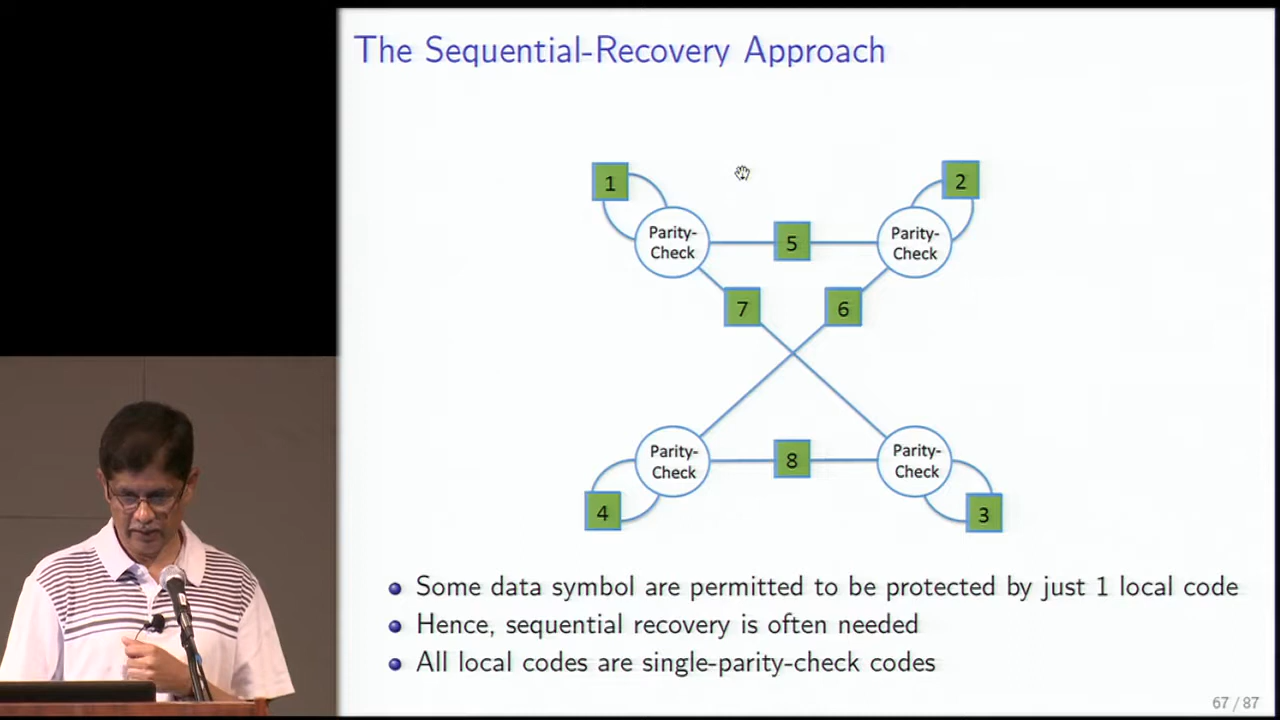 The Sequential-Recovery Approach
1
2
Parity-
Check
5
Parity-
Check
7
6
Parity-
Check
8
Parity-
Check
4
3
Some data symbol are permitted to be protected by just 1 local code
Hence, sequential recovery is often needed
All local codes are single-parity-check codes
67 / 87